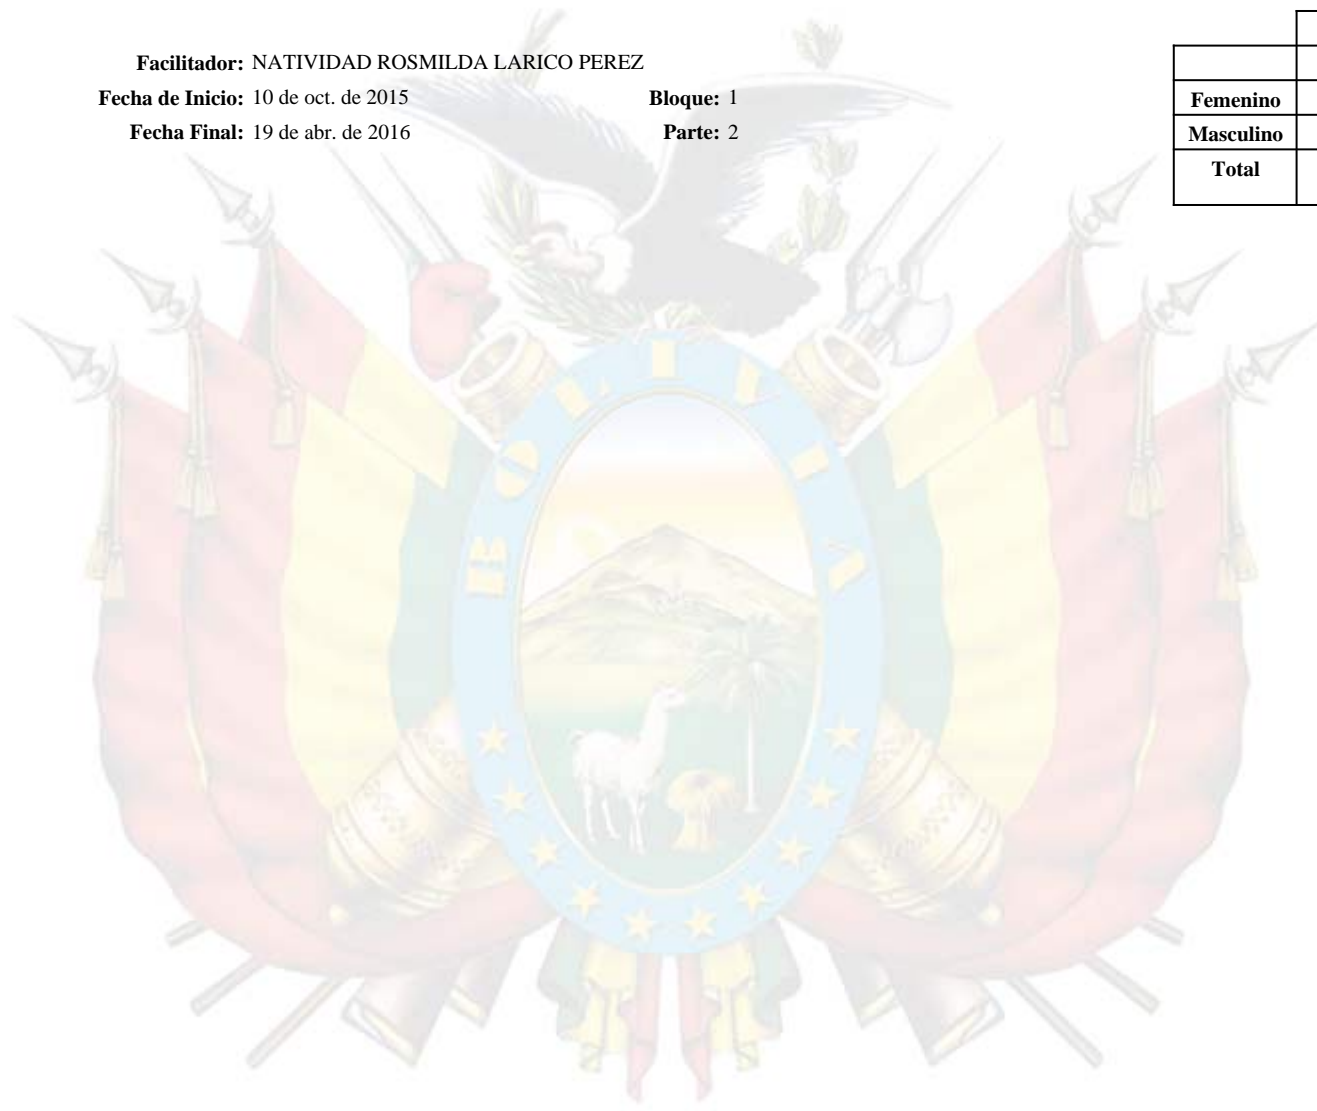 Facilitador: NATIVIDAD ROSMILDA LARICO PEREZ
Fecha de Inicio: 10 de oct. de 2015 Bloque: 1
Fecha Final: 19 de abr. de 2016 Parte: 2
Femenino
Masculino
Total
BOLIVIA